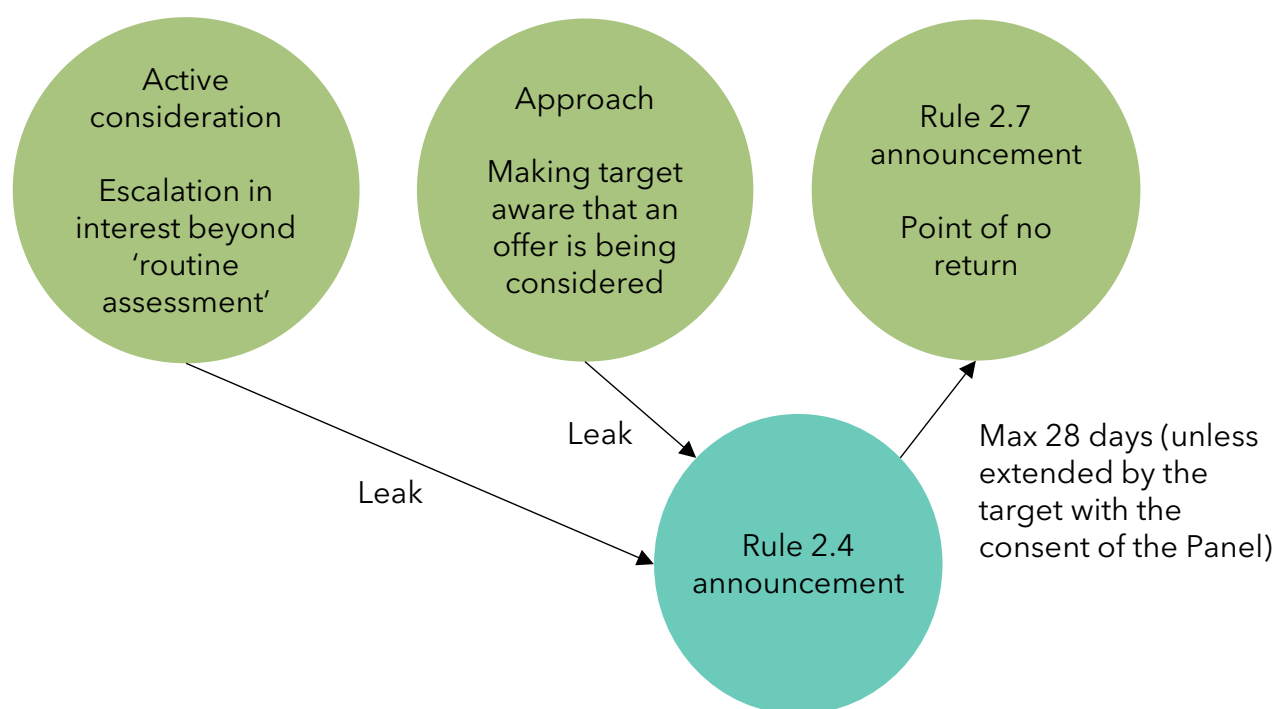 Active
consideration
Escalation in
interest beyond
‘routine
assessment’
Approach
Making target
aware that an
offer is being
considered
Rule 2.7
announcement
Point of no
return
Leak
Leak
Rule 2.4
announcement
Max 28 days (unless
extended by the
target with the
consent of the Panel)